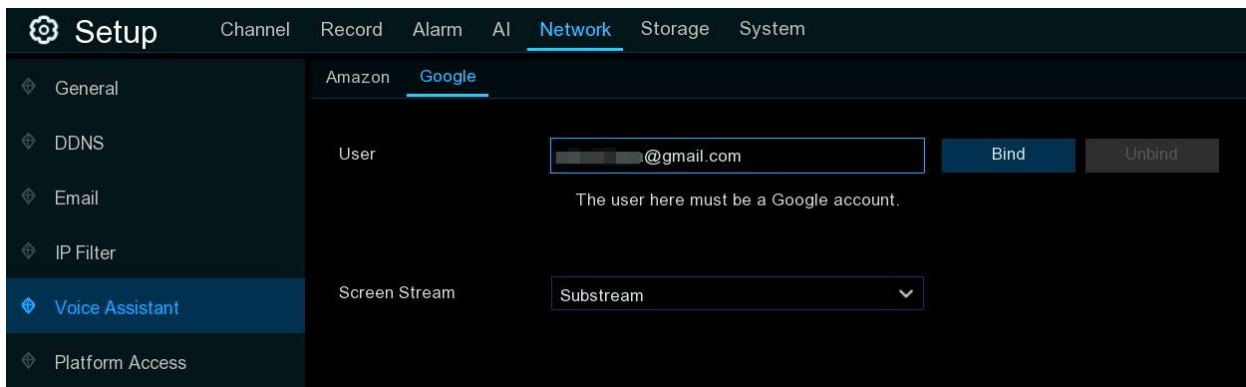 Setup Channel Record Alarm AI Network Storage System
General
DDNS
Email
IP Filter
Voice Assistant
Platform Access
Amazon Google
User @gmail.com Bind Unbind
The user here must be a Google account.
Screen Stream Substream